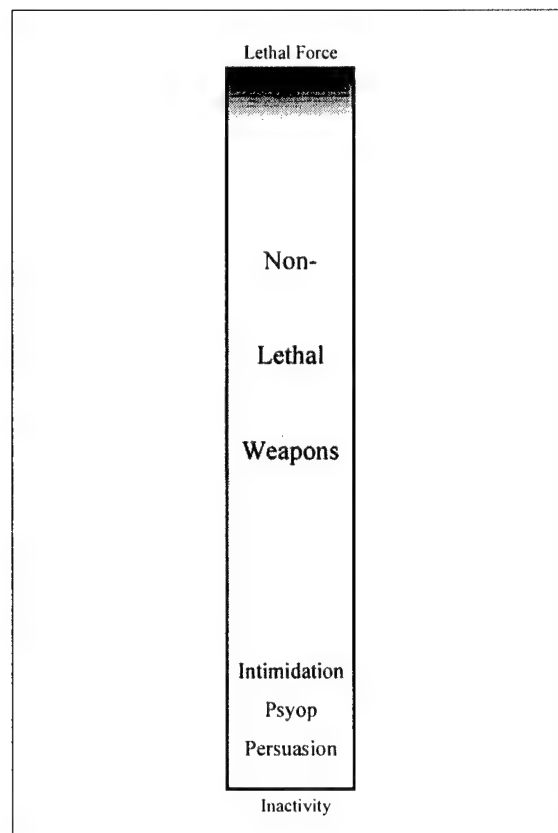 Lethal Force
Non-
Lethal
Weapons
Intimidation
Psyop
Persuasion
Inactivity